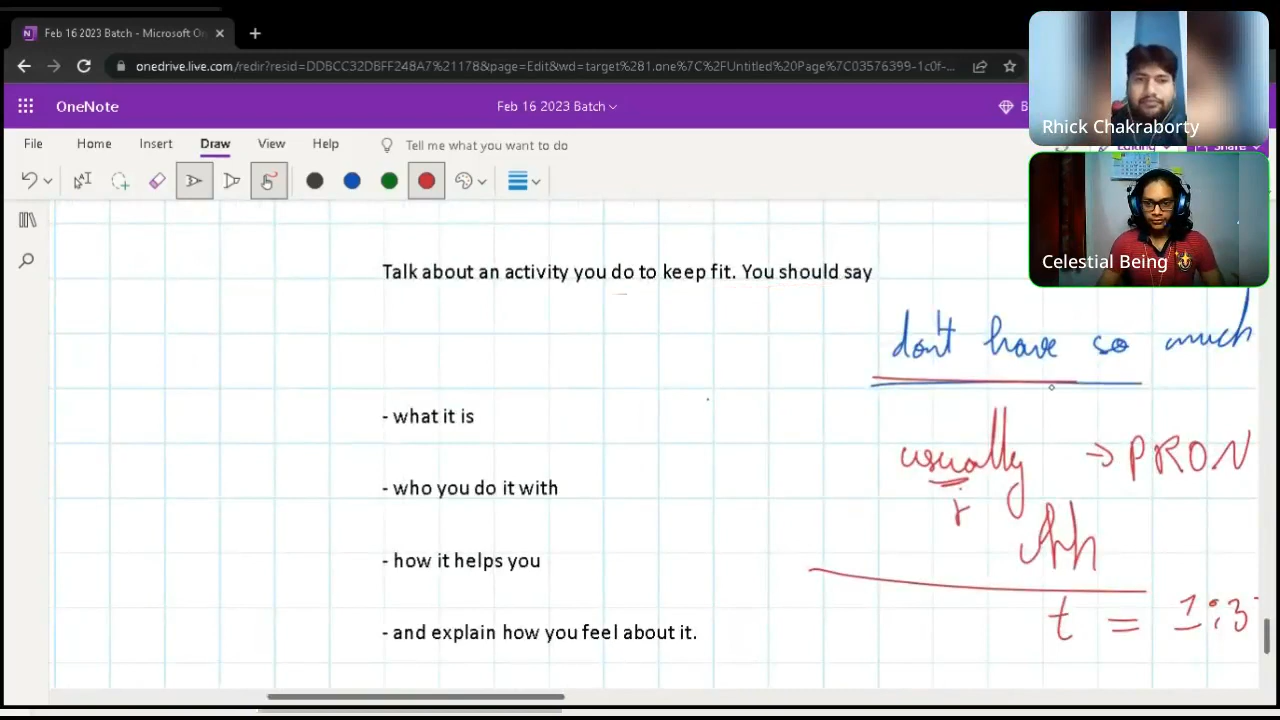 Feb 16 2023 Batch - Microsoft On
onedrive.live.com/redir?resid=DDBCC32DBFF248A7%21178&page=Edit&wd=target%281.one%7C%2FUntitled%20Page%7C03576399-1c0f-...
OneNote
Feb 16 2023 Batch
Rhick Chakraborty
File Home Insert Draw View Help Tell me what you want to do
Editing
Share
Celestial Being
Talk about an activity you do to keep fit. You should say
don't have so much
- what it is
usually → PRON
- who you do it with
- how it helps you
t = 1:3
- and explain how you feel about it.